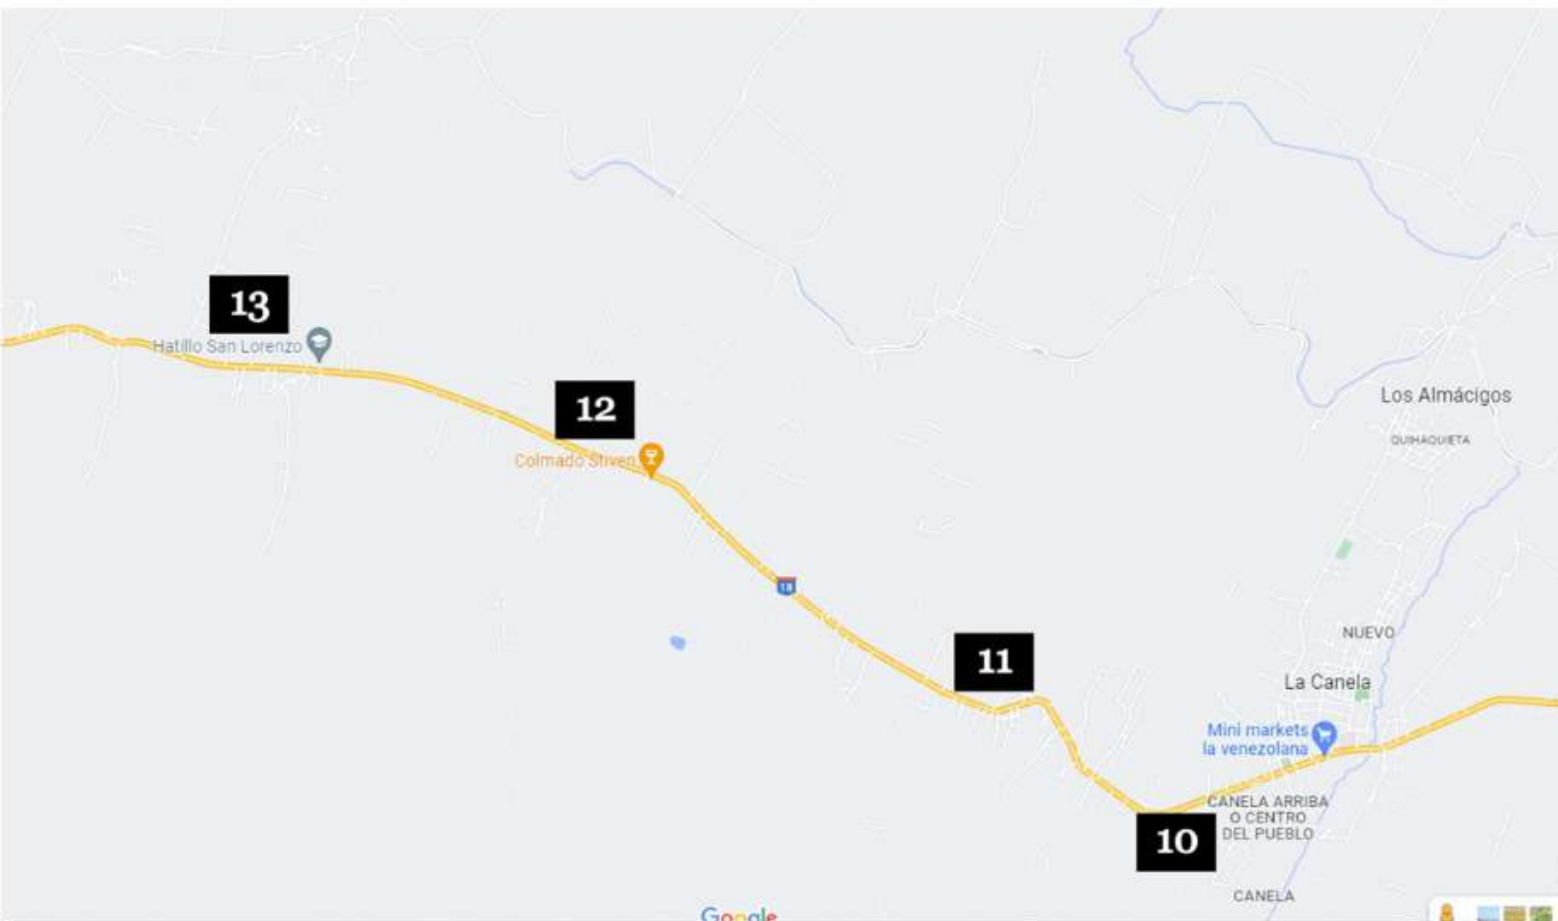 13
Hatillo San Lorenzo
12
Colmado Stiven
Los Almácigos
QUIHAQUIETA
18
NUEVO
11
La Canela
Mini markets
la venezolana
CANELA ARRIBA
O CENTRO
DEL PUEBLO
10
CANELA
Google